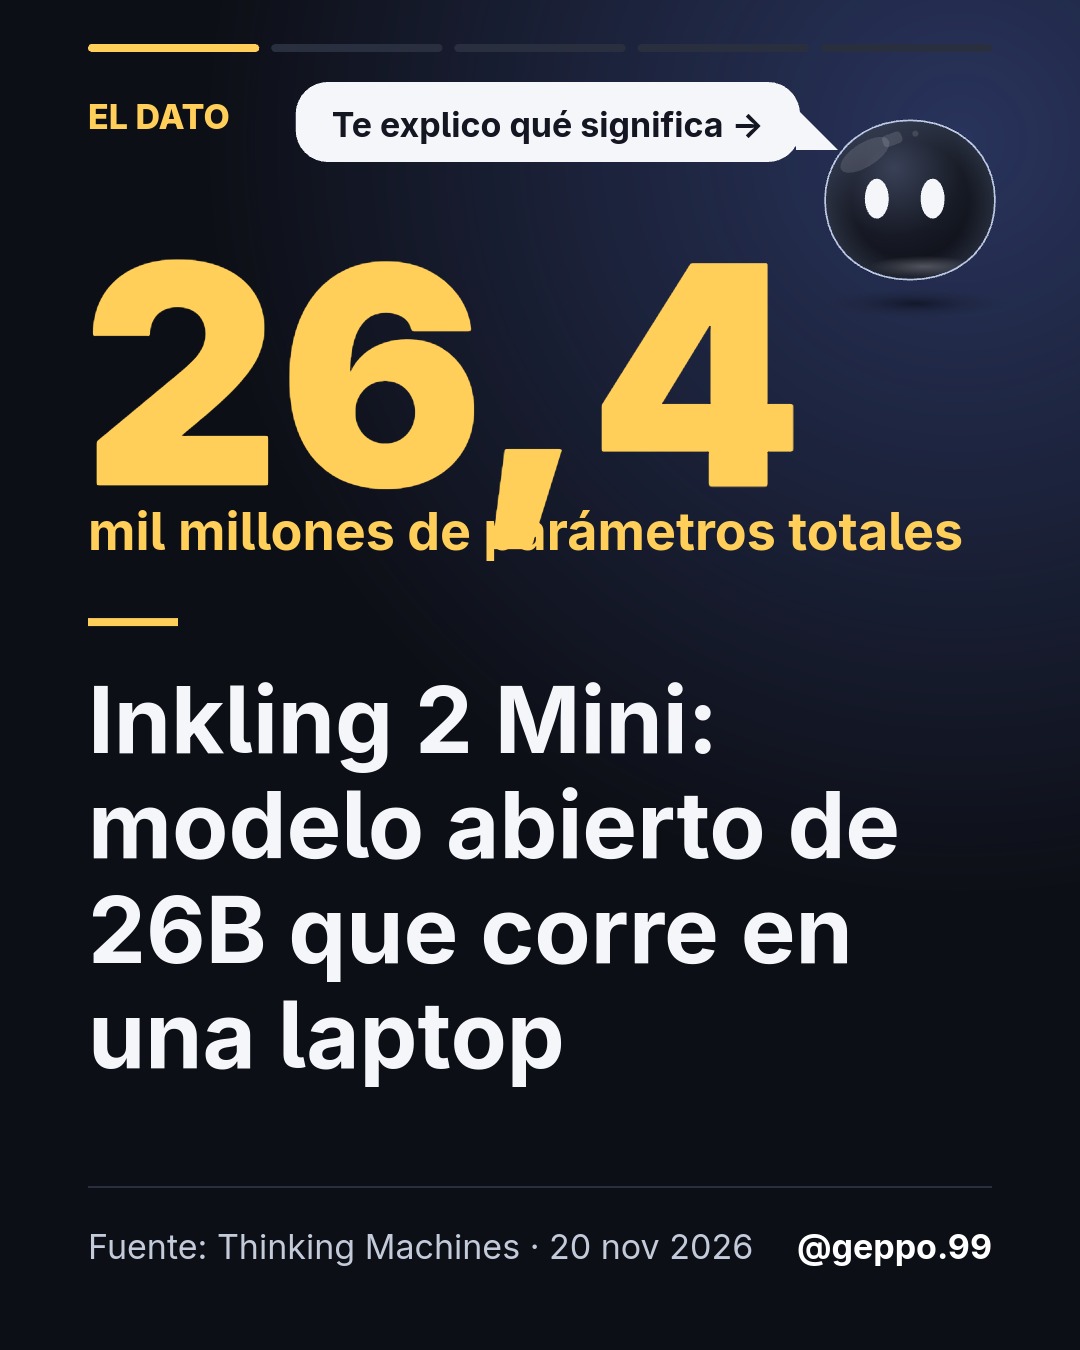 EL DATO
Te explico qué significa →
26,4
mil millones de parámetros totales
Inkling 2 Mini:
modelo abierto de
26B que corre en
una laptop
Fuente: Thinking Machines · 20 nov 2026
@geppo.99